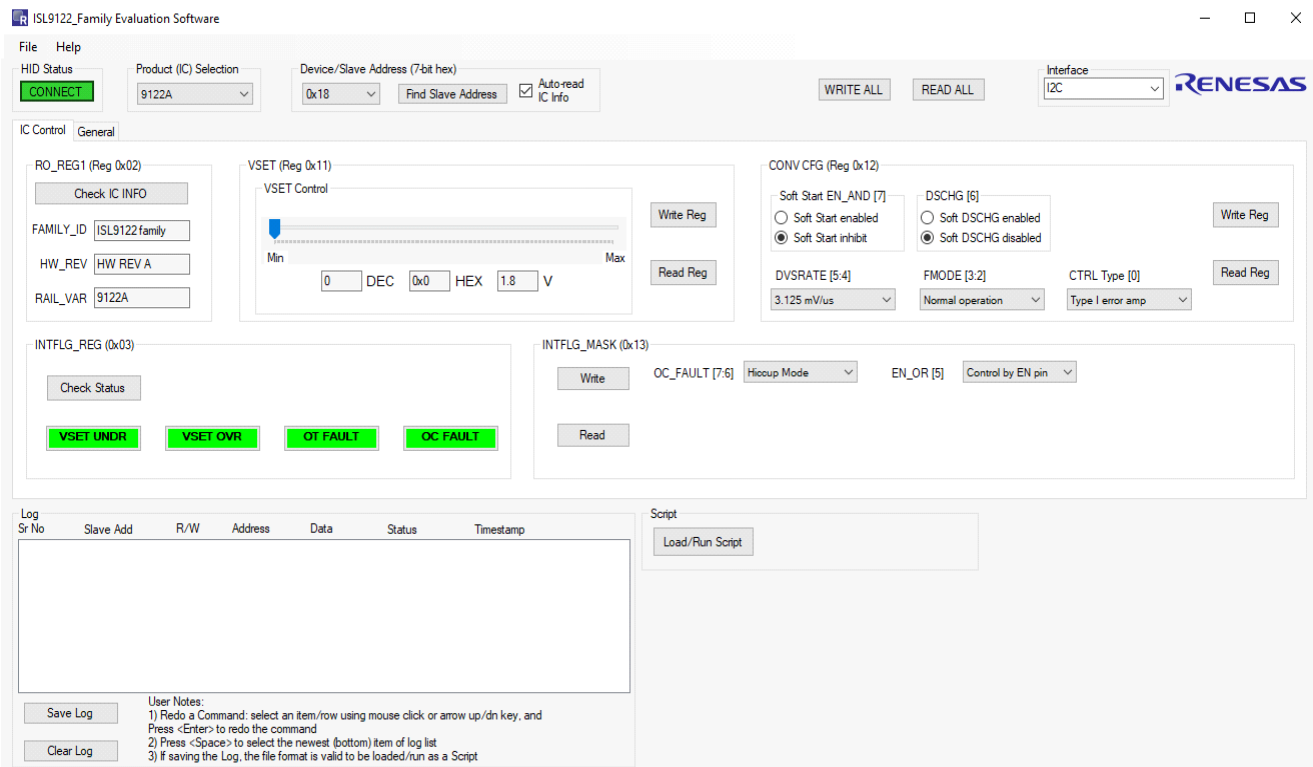 ISL9122_Family Evaluation Software
File Help
HID Status
CONNECT
Product (IC) Selection
9122A
Device/Slave Address (7-bit hex)
0x18
Find Slave Address
Auto-read
IC Info
WRITE ALL
READ ALL
Interface
I2C
RENESAS
IC Control
General
RO_REG1 (Reg 0x02)
Check IC INFO
FAMILY_ID ISL9122 family
HW_REV HW REV A
RAIL_VAR 9122A
VSET (Reg 0x11)
VSET Control
Min Max
0 DEC 0x0 HEX 1.8 V
Write Reg
Read Reg
CONV CFG (Reg 0x12)
Soft Start EN_AND [7]
Soft Start enabled
Soft Start inhibit
DSCHG [6]
Soft DSCHG enabled
Soft DSCHG disabled
Write Reg
DVSRATE [5:4]
3.125 mV/us
FMODE [3:2]
Normal operation
CTRL Type [0]
Type I error amp
Read Reg
INTFLG_REG (0x03)
Check Status
VSET UNDR
VSET OVR
OT FAULT
OC FAULT
INTFLG_MASK (0x13)
Write
OC_FAULT [7:6] Hiccup Mode
EN_OR [5] Control by EN pin
Read
Log
Sr No Slave Add R/W Address Data Status Timestamp
Script
Load/Run Script
Save Log
Clear Log
User Notes:
1) Redo a Command: select an item/row using mouse click or arrow up/dn key, and
Press <Enter> to redo the command
2) Press <Space> to select the newest (bottom) item of log list
3) If saving the Log, the file format is valid to be loaded/run as a Script